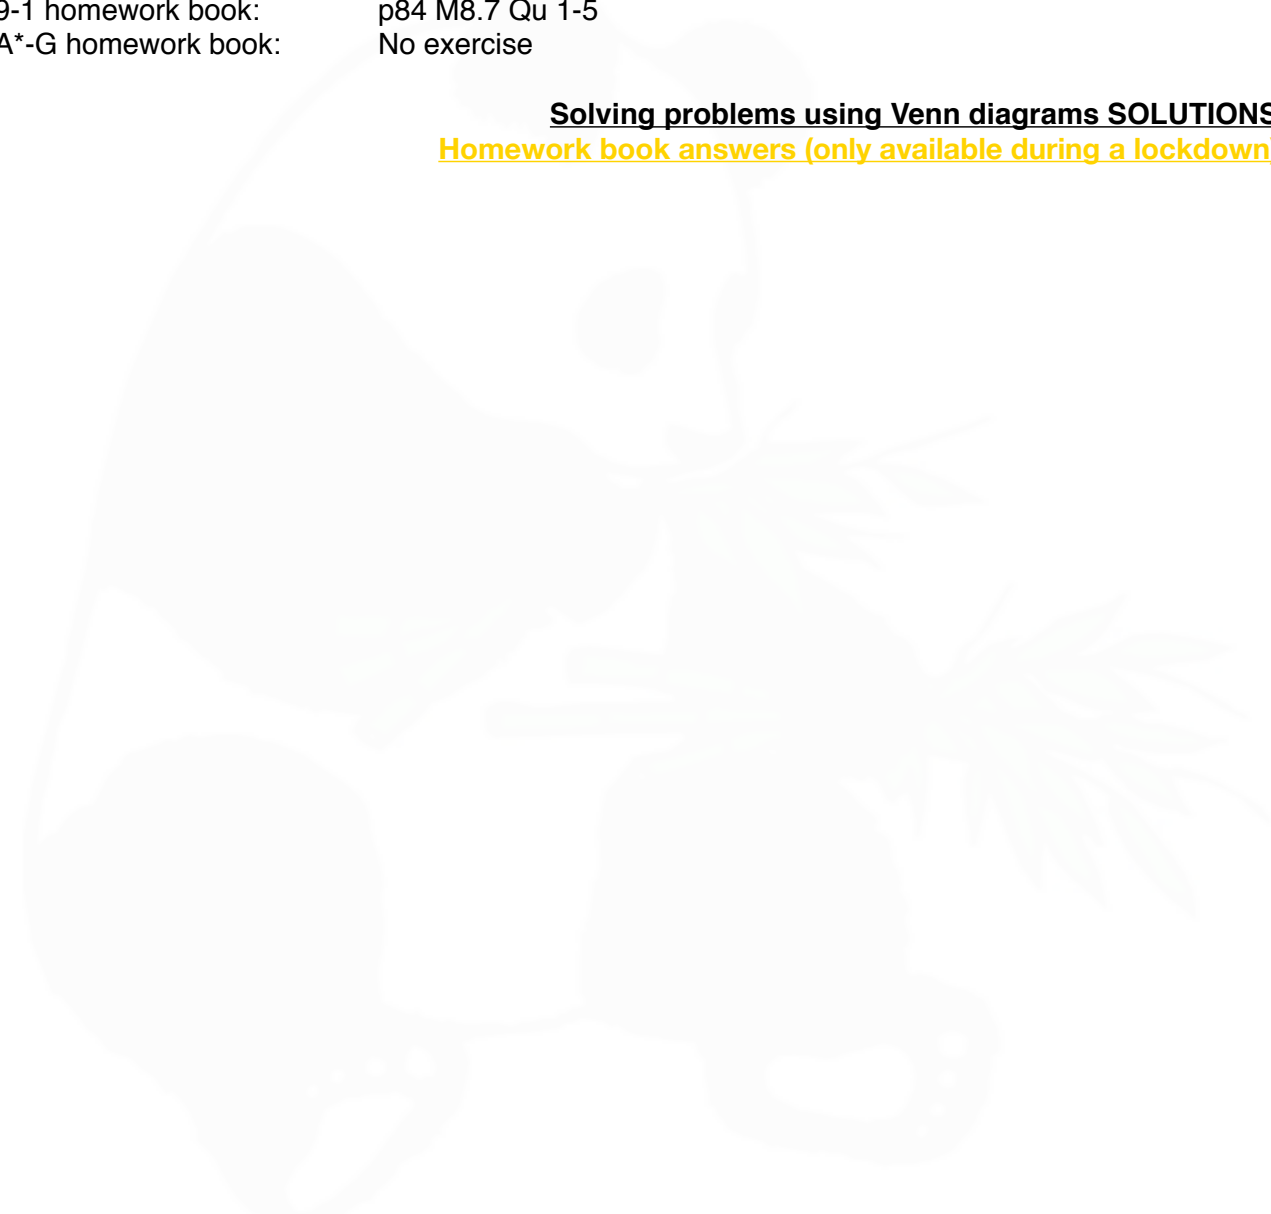 9-1 homework book: p84 M8.7 Qu 1-5
A*-G homework book: No exercise
Solving problems using Venn diagrams SOLUTIONS
Homework book answers (only available during a lockdown)